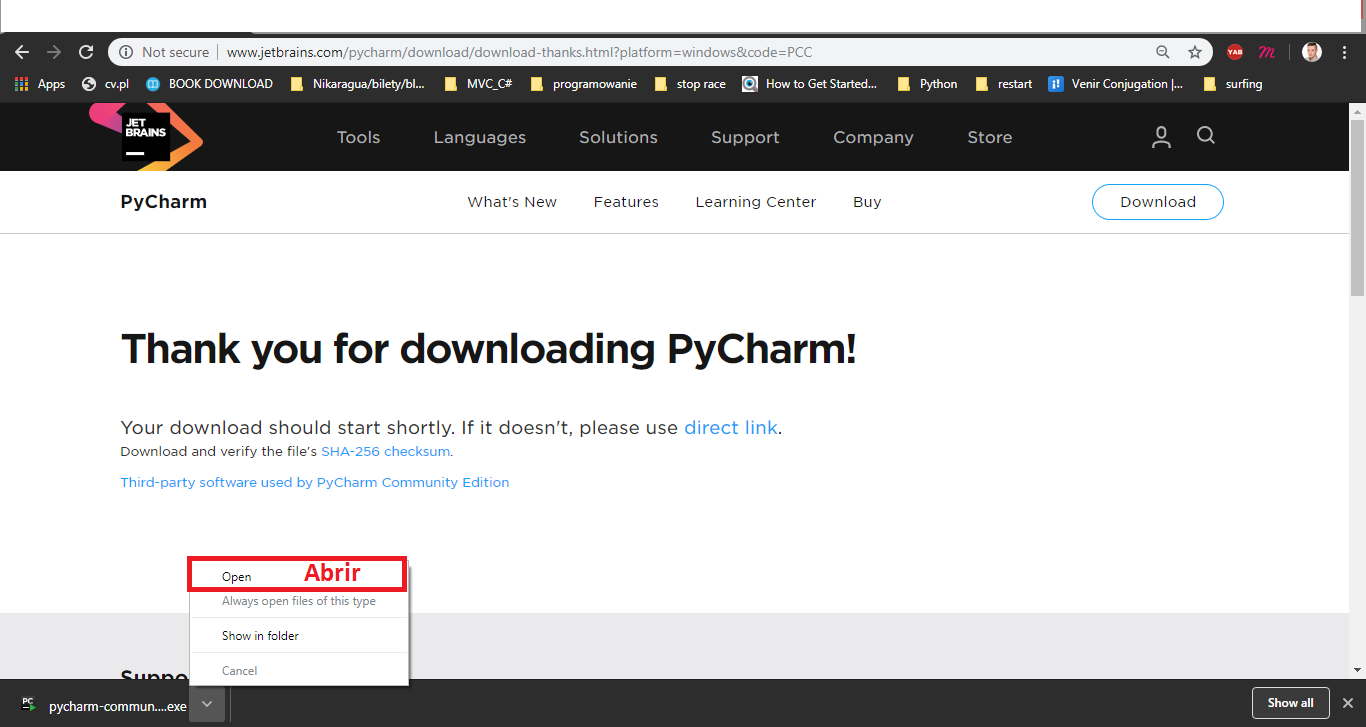 Not secure www.jetbrains.com/pycharm/download/download-thanks.html?platform=windows&code=PCC YAB m
Apps cv.pl BOOK DOWNLOAD Nikaragua/bilety/bl... MVC_C# programowanie stop race How to Get Started... Python restart Venir Conjugation |... surfing
JET
BRAINS
Tools Languages Solutions Support Company Store
PyCharm What's New Features Learning Center Buy Download
Thank you for downloading PyCharm!
Your download should start shortly. If it doesn't, please use direct link.
Download and verify the file's SHA-256 checksum.
Third-party software used by PyCharm Community Edition
Open Abrir
Always open files of this type
Show in folder
Cancel
Suppo
PC pycharm-commun....exe Show all